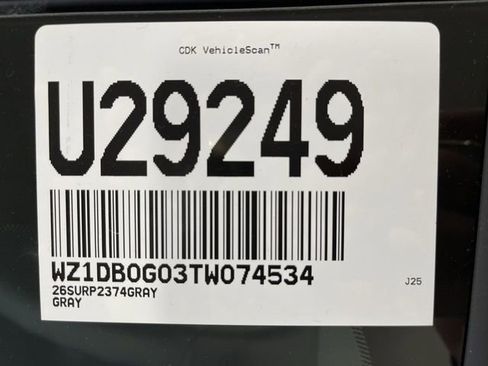 CDK VehicleScan™
U29249
WZ1DB0G03TW074534
26SURP2374GRAY
GRAY
J25